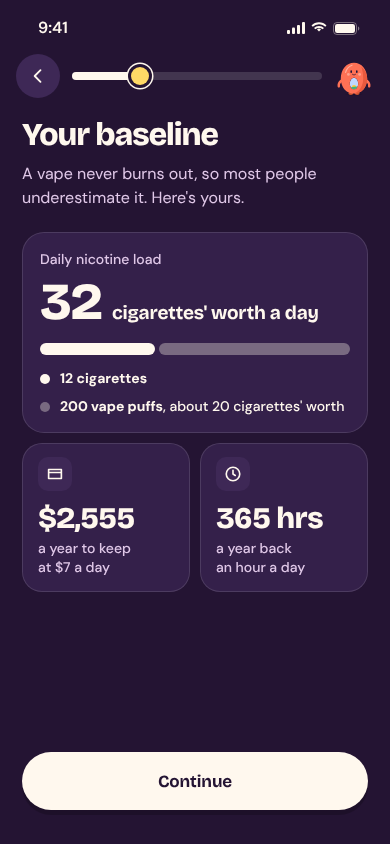 9:41
Your baseline
A vape never burns out, so most people
underestimate it. Here's yours.
Daily nicotine load
32 cigarettes' worth a day
12 cigarettes
200 vape puffs, about 20 cigarettes' worth
$2,555
a year to keep
at $7 a day
365 hrs
a year back
an hour a day
Continue